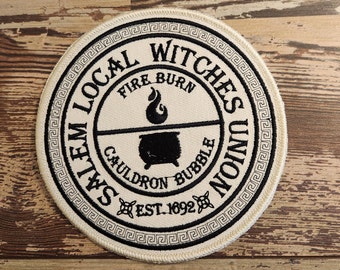 SALEM LOCAL WITCHES UNION
FIRE BURN
CAULDRON BUBBLE
EST. 1692